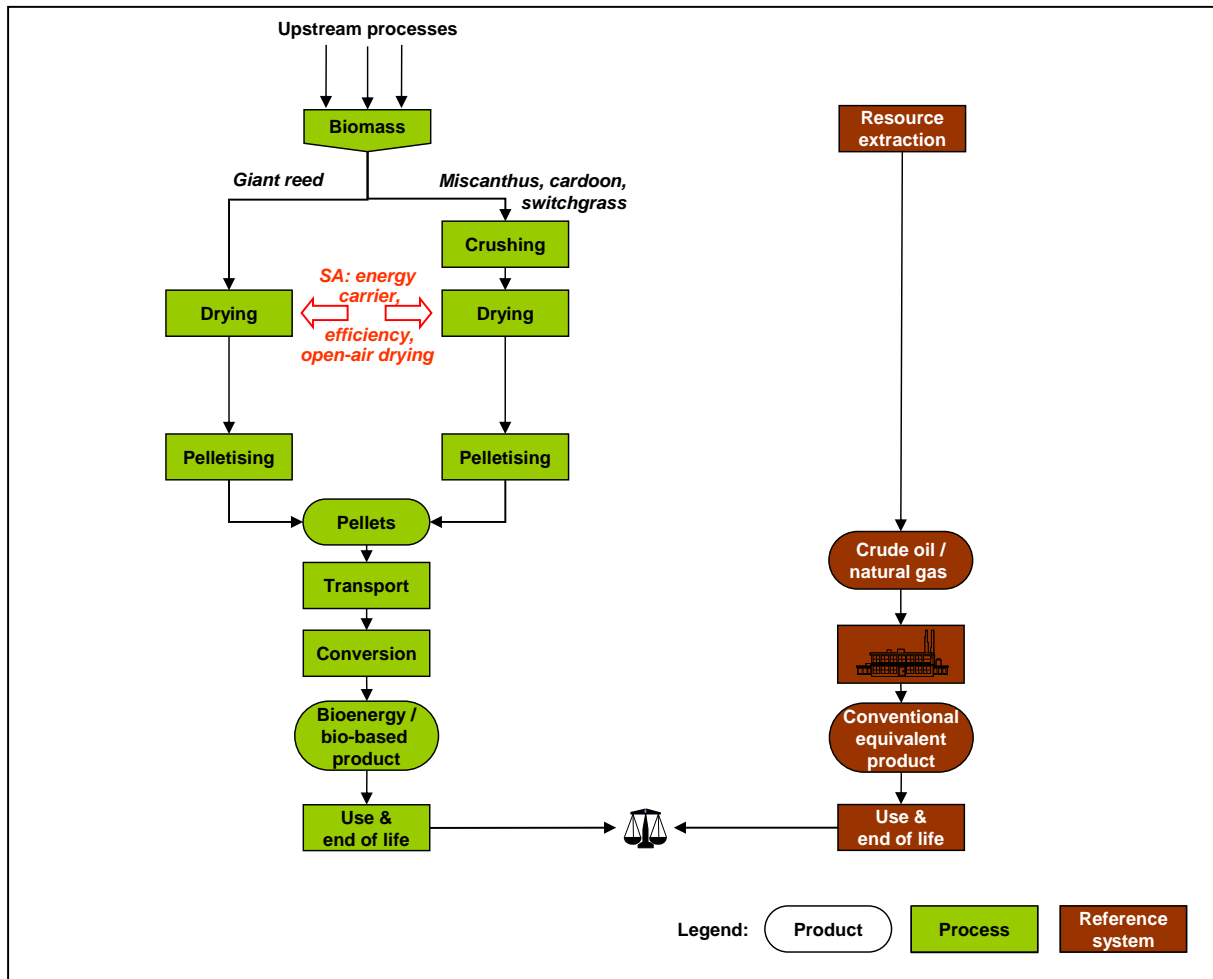 Upstream processes
Biomass
Resource
extraction
Giant reed
Miscanthus, cardoon,
switchgrass
Crushing
SA: energy
carrier,
efficiency,
open-air drying
Drying
Drying
Pelletising
Pelletising
Pellets
Crude oil /
natural gas
Transport
Conversion
Bioenergy /
bio-based
product
Conventional
equivalent
product
Use &
end of life
Use &
end of life
Legend:
Product
Process
Reference
system